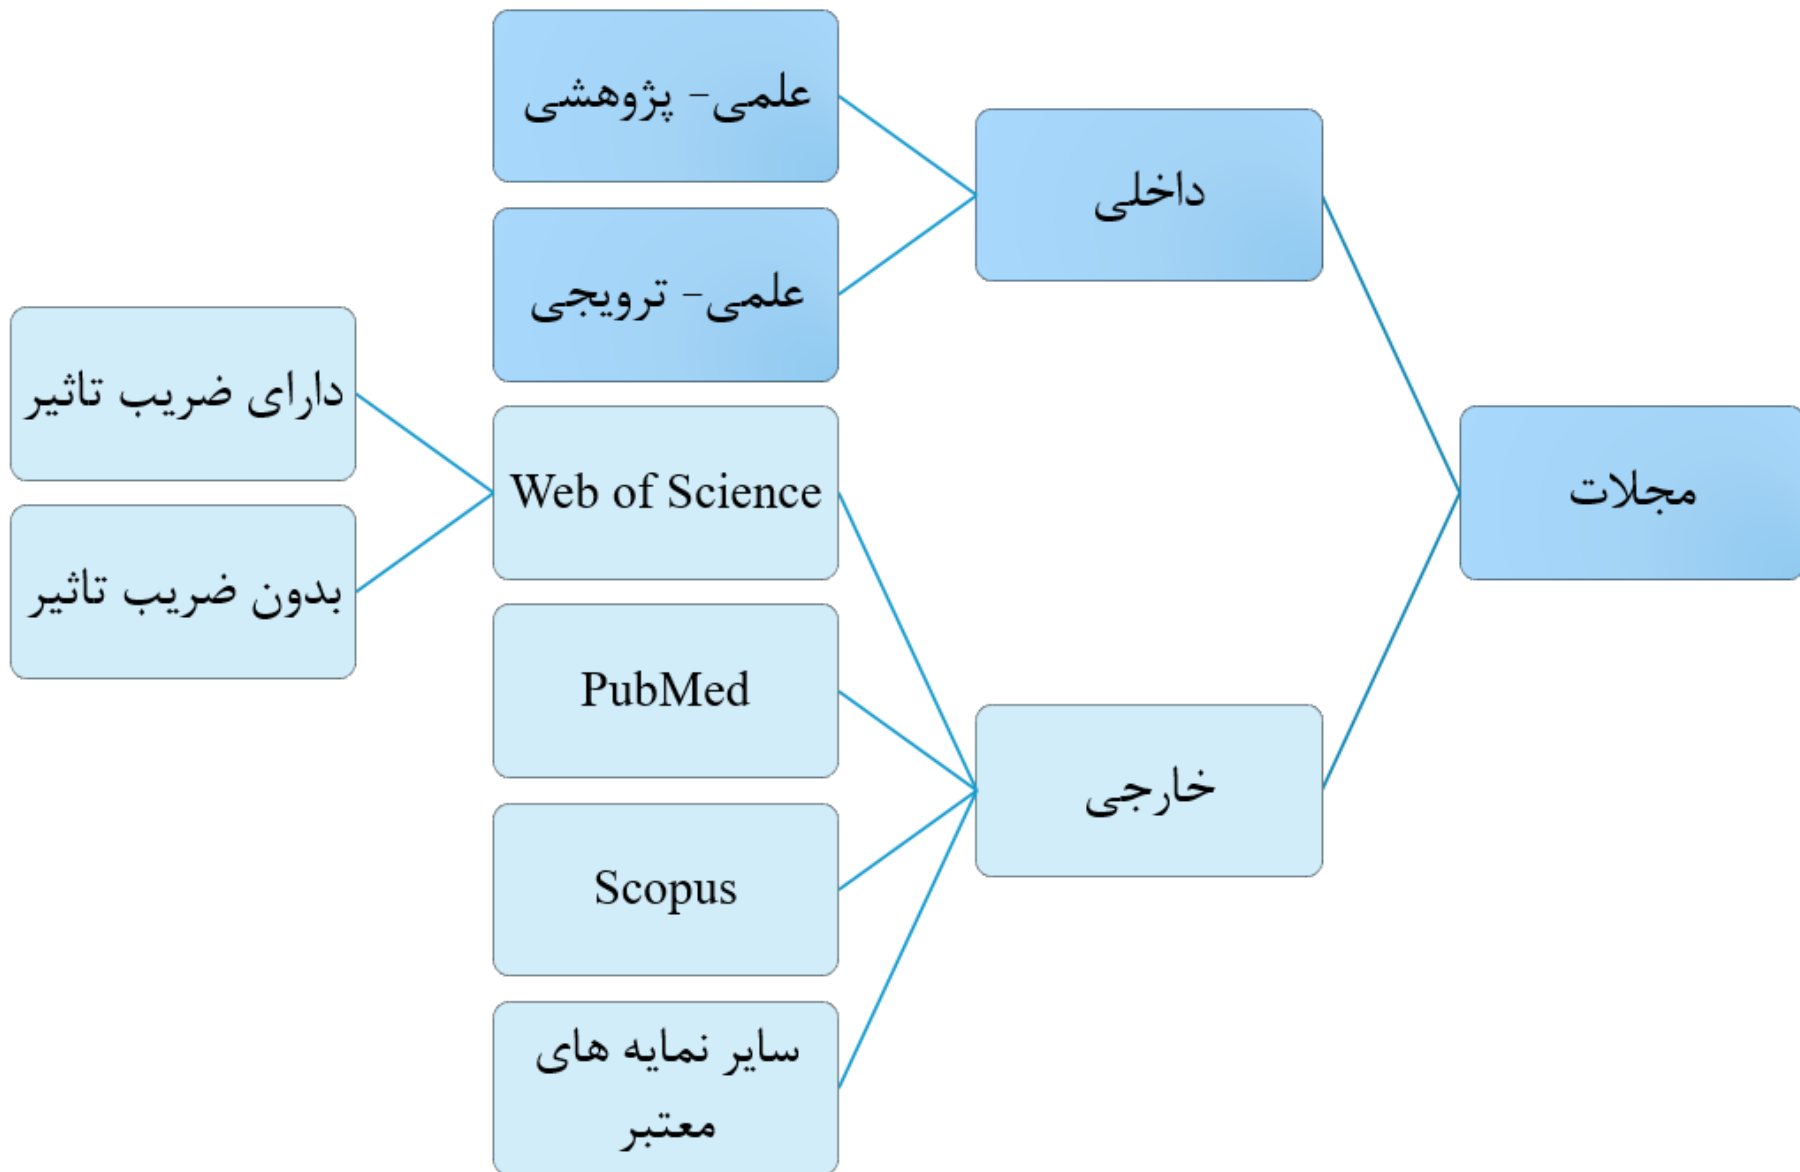 مجلات
داخلی
علمی- پژوهشی
علمی- ترویجی
خارجی
Web of Science
دارای ضریب تاثیر
بدون ضریب تاثیر
PubMed
Scopus
سایر نمایه های
معتبر